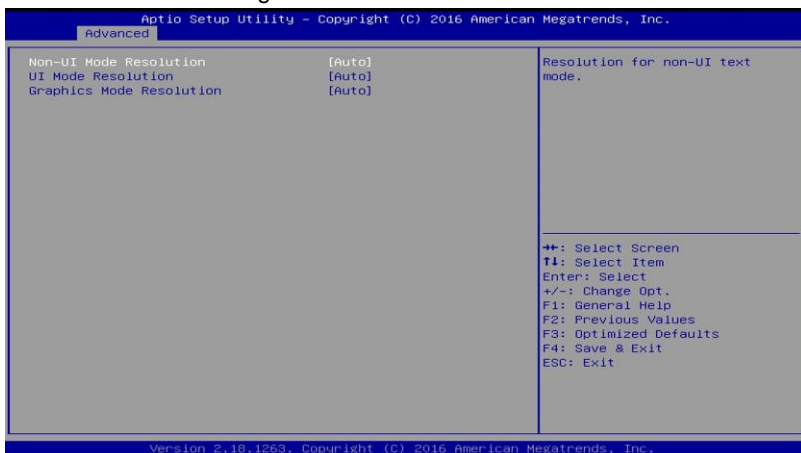 Aptio Setup Utility – Copyright (C) 2016 American Megatrends, Inc.
Advanced
Non-UI Mode Resolution [Auto]
UI Mode Resolution [Auto]
Graphics Mode Resolution [Auto]
Resolution for non-UI text
mode.
→←: Select Screen
↑↓: Select Item
Enter: Select
+/-: Change Opt.
F1: General Help
F2: Previous Values
F3: Optimized Defaults
F4: Save & Exit
ESC: Exit
Version 2.18.1263. Copyright (C) 2016 American Megatrends, Inc.